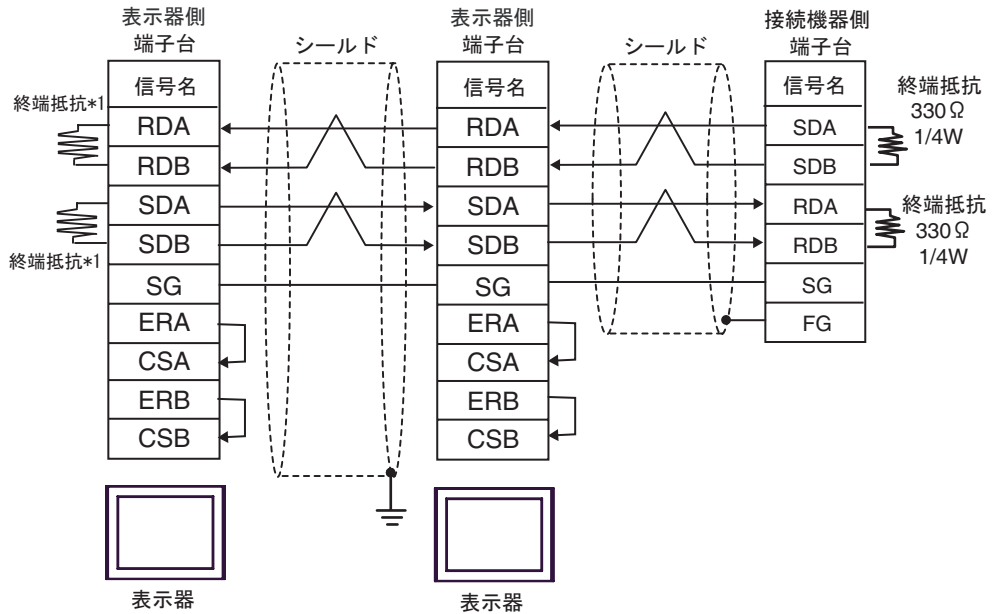 表示器側
端子台
シールド
表示器側
端子台
シールド
接続機器側
端子台
終端抵抗*1
終端抵抗*1
信号名
RDA
RDB
SDA
SDB
SG
ERA
CSA
ERB
CSB
信号名
RDA
RDB
SDA
SDB
SG
ERA
CSA
ERB
CSB
信号名
SDA
SDB
RDA
RDB
SG
FG
終端抵抗
330Ω
1/4W
終端抵抗
330Ω
1/4W
表示器
表示器